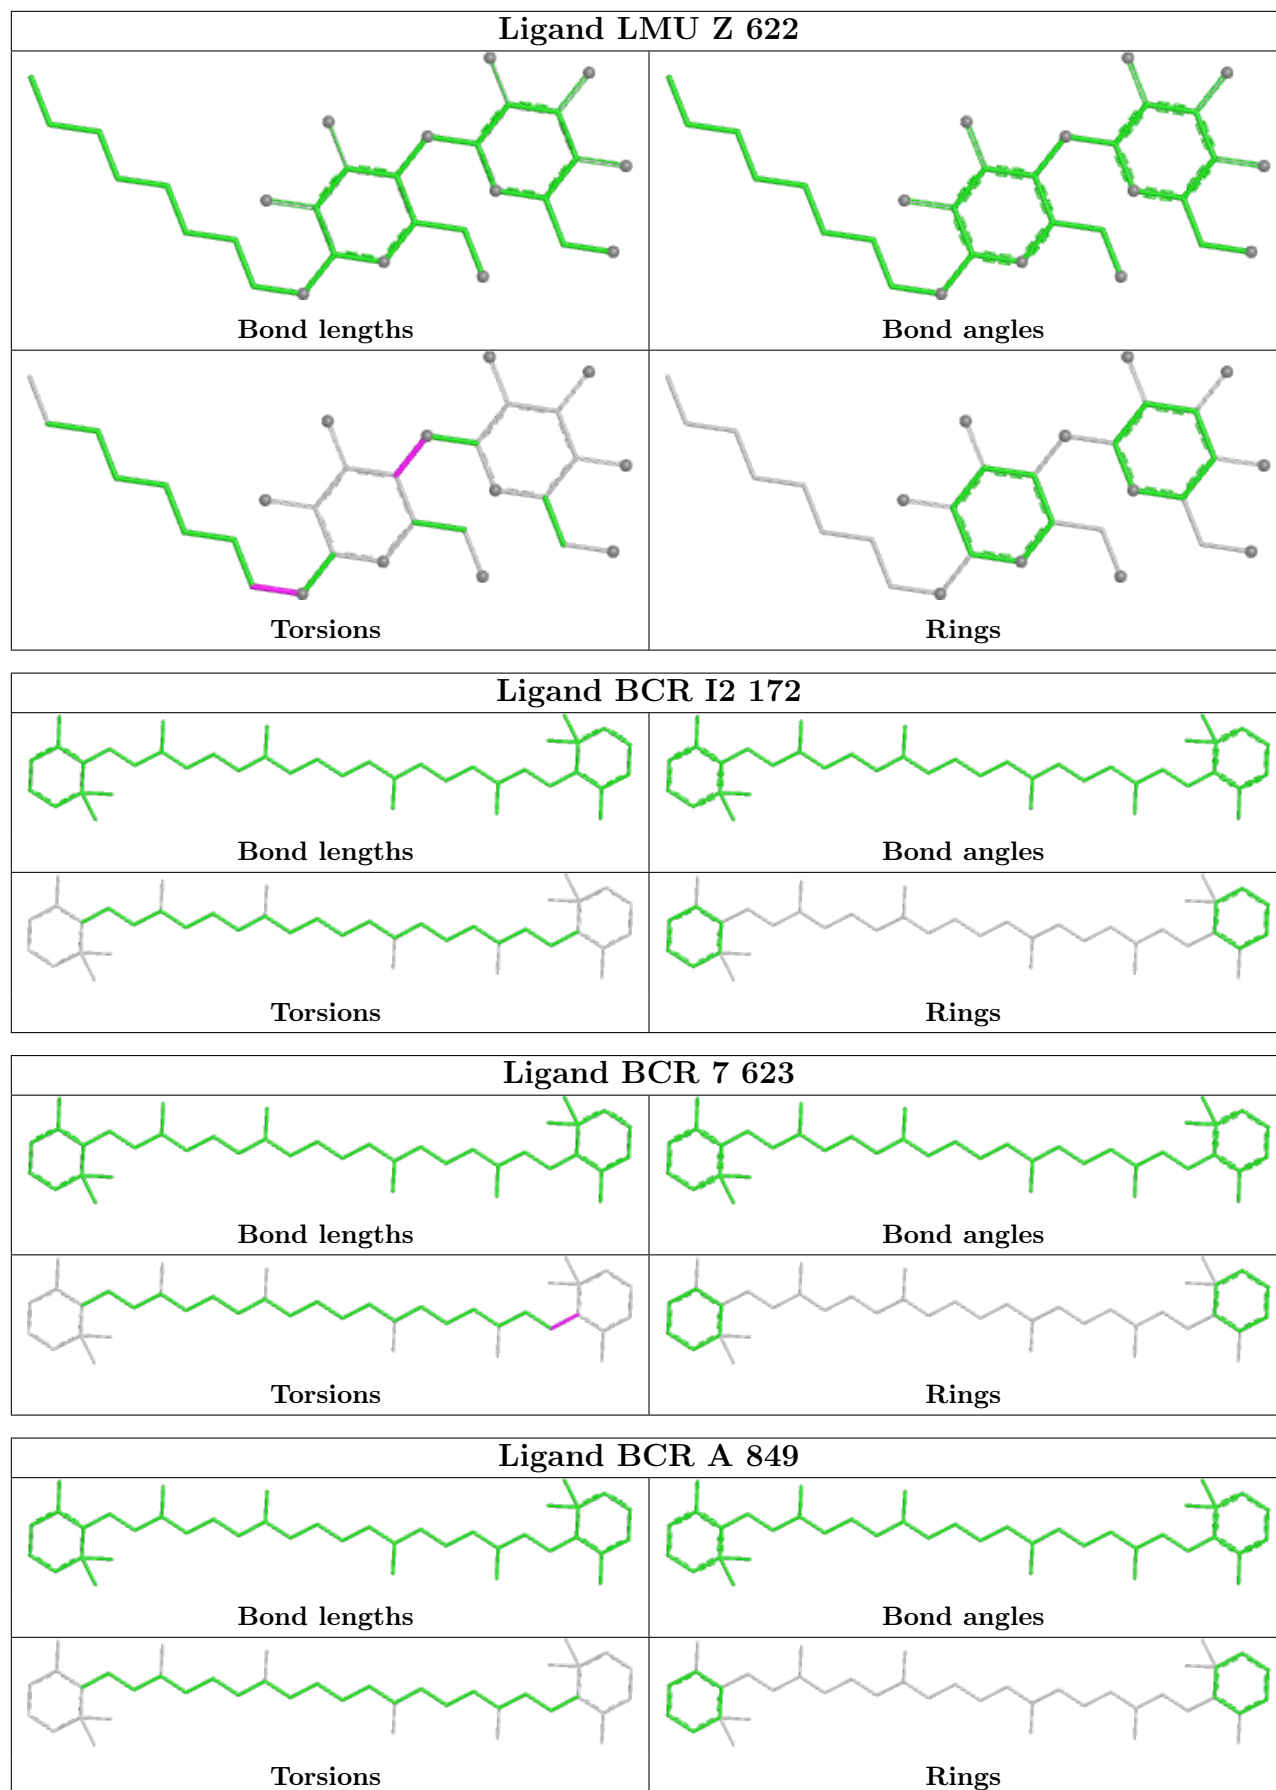 Ligand LMU Z 622
Bond lengths
Bond angles
Torsions
Rings
Ligand BCR I2 172
Bond lengths
Bond angles
Torsions
Rings
Ligand BCR 7 623
Bond lengths
Bond angles
Torsions
Rings
Ligand BCR A 849
Bond lengths
Bond angles
Torsions
Rings